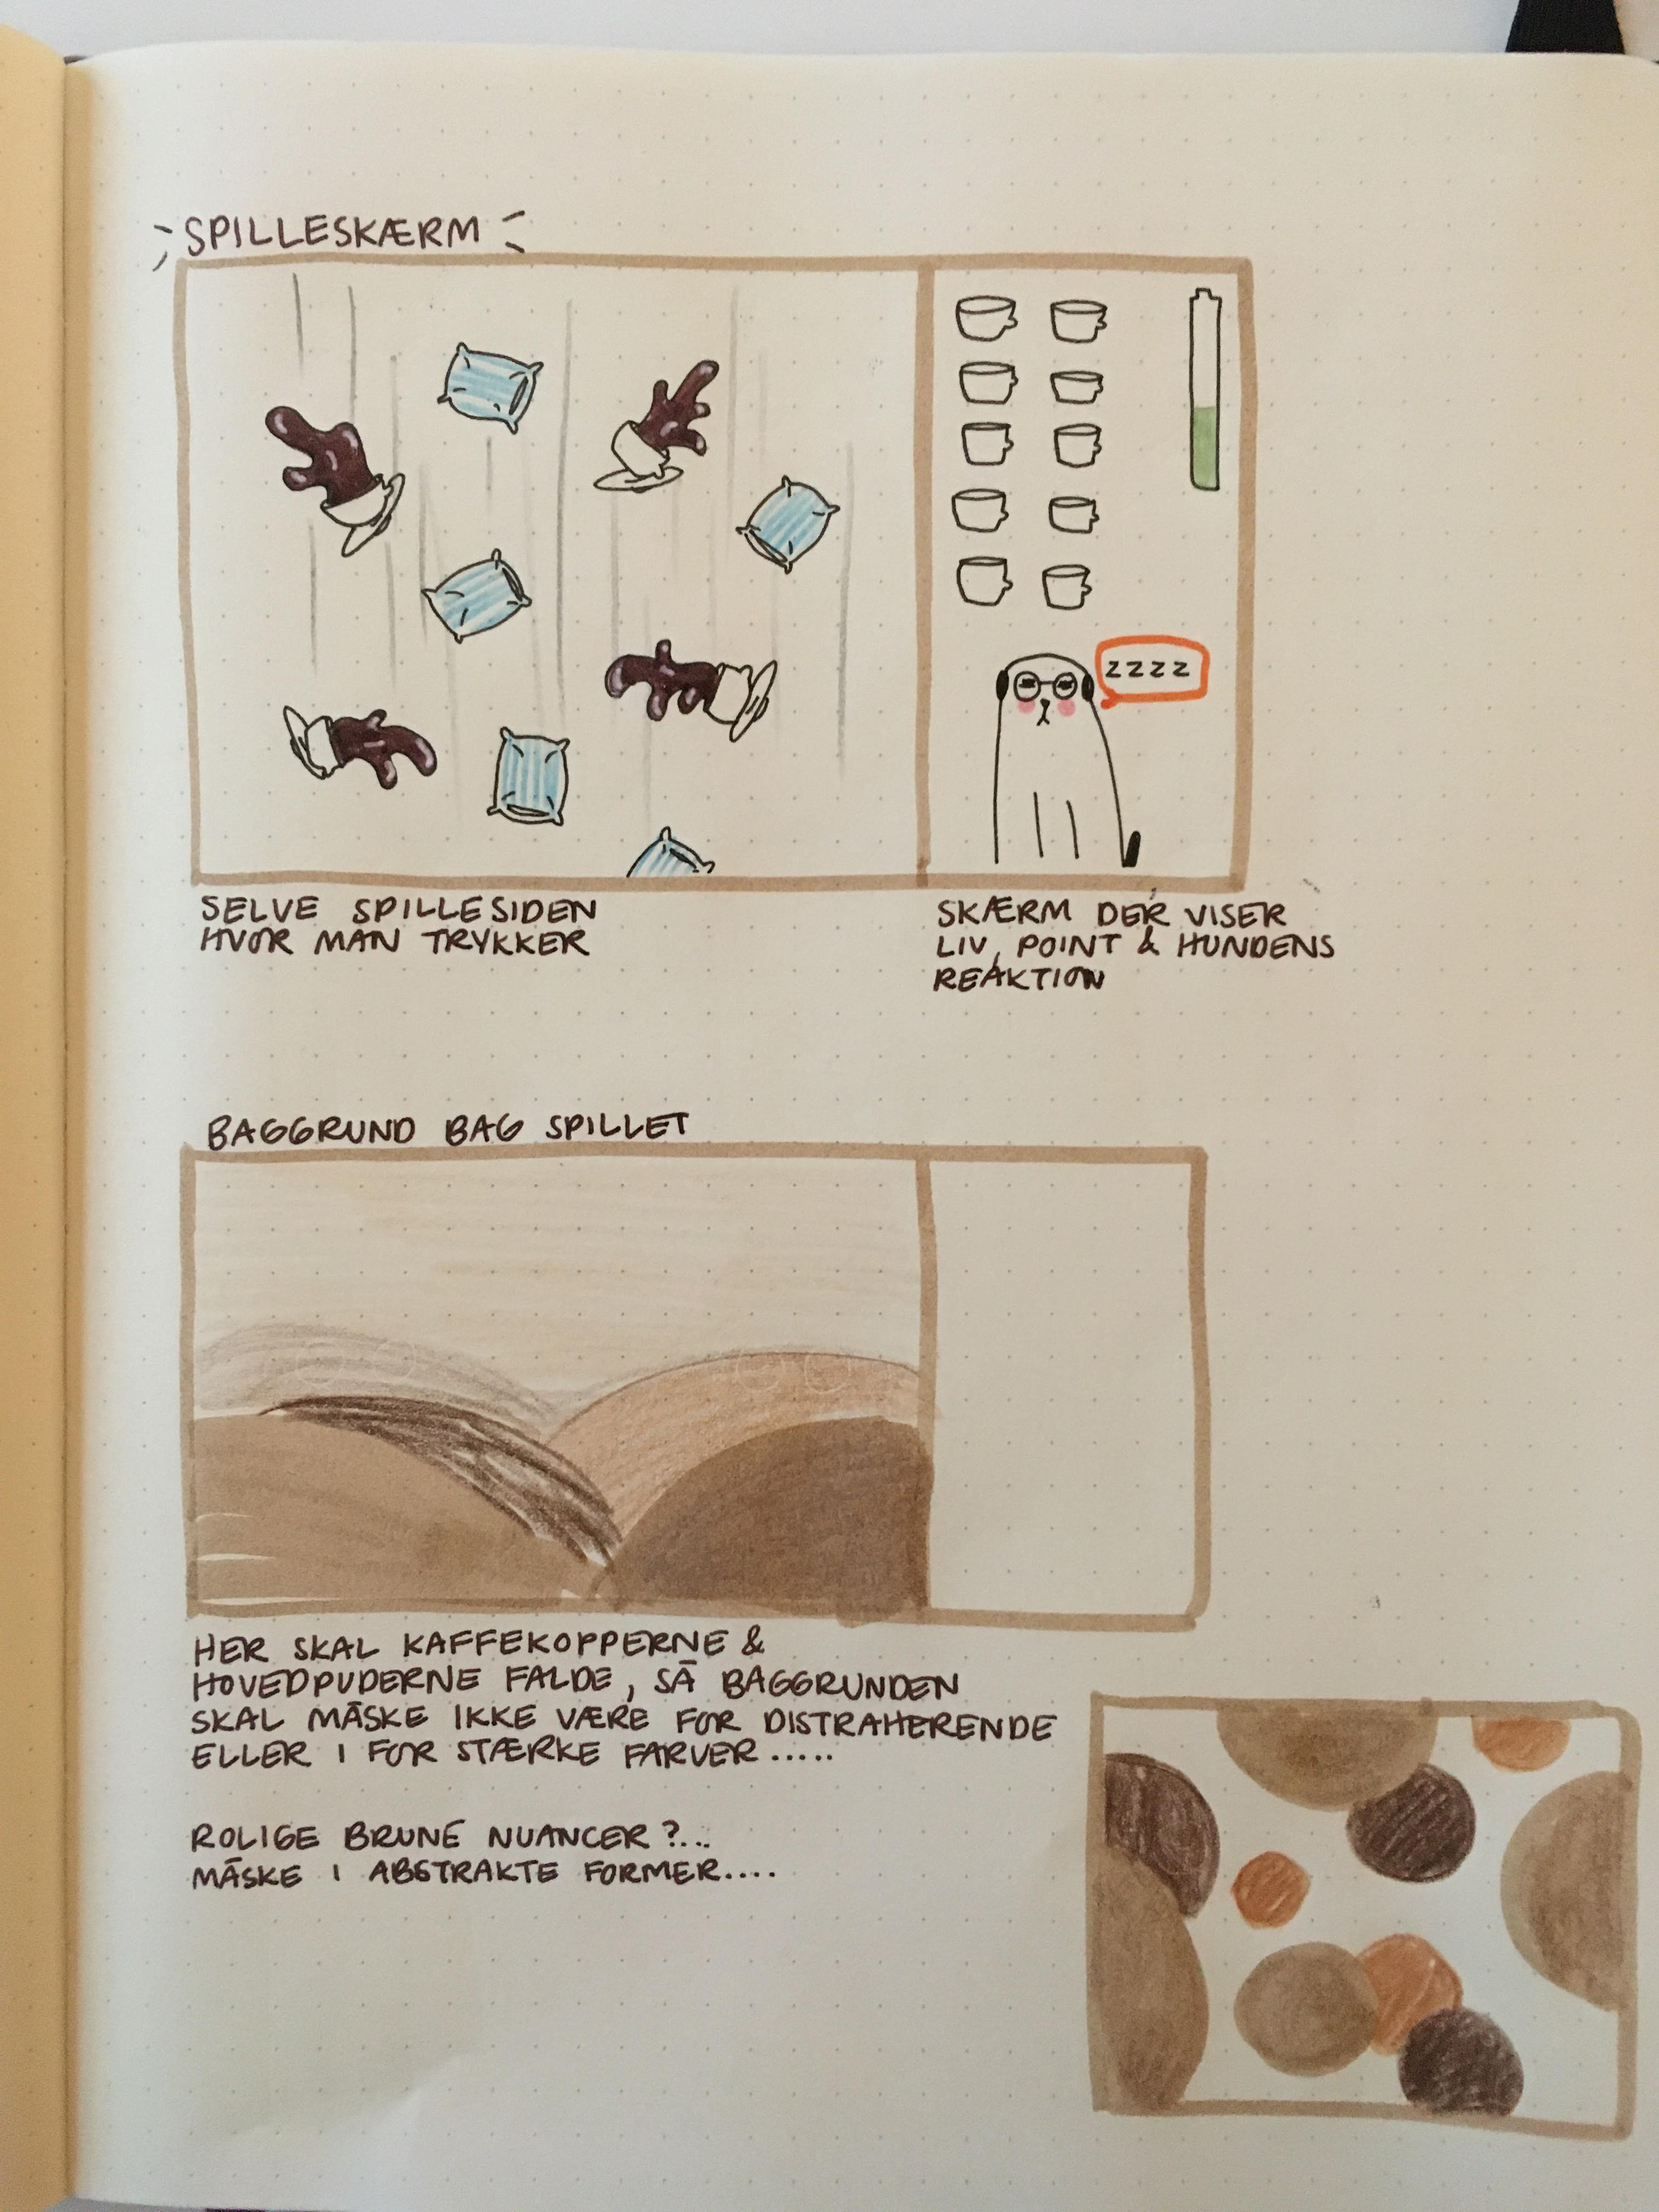 SPILLESKÆRM
ZZZZ
SELVE SPILLESIDEN
HVOR MAN TRYKKER
SKÆRM DER VISER
LIV, POINT & HUNDENS
REAKTION
BAGGRUND BAG SPILLET
HER SKAL KAFFEKOPPERNE &
HOVEDPUDERNE FALDE, SÅ BAGGRUNDEN
SKAL MÅSKE IKKE VÆRE FOR DISTRAHERENDE
ELLER I FOR STÆRKE FARVER.....
ROLIGE BRUNE NUANCER?...
MÅSKE I ABSTRAKTE FORMER....